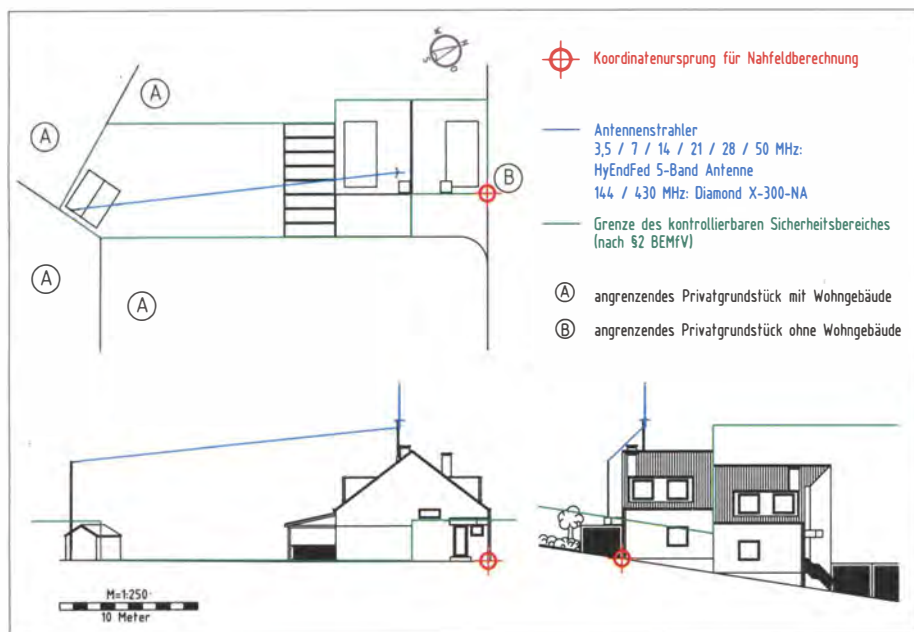 Koordinatenursprung für Nahfeldberechnung
Antennenstrahler
3,5 / 7 / 14 / 21 / 28 / 50 MHz:
HyEndFed 5-Band Antenne
144 / 430 MHz: Diamond X-300-NA
Grenze des kontrollierbaren Sicherheitsbereiches
(nach §2 BEMfV)
A angrenzendes Privatgrundstück mit Wohngebäude
B angrenzendes Privatgrundstück ohne Wohngebäude
A
A
A
A
B
S
O
M=1:250
10 Meter